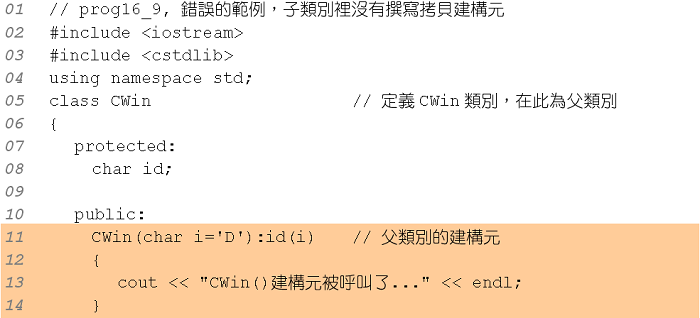 01 // prog16_9, 錯誤的範例，子類別裡沒有撰寫拷貝建構元
02 #include <iostream>
03 #include <cstdlib>
04 using namespace std;
05 class CWin // 定義 CWin 類別，在此為父類別
06 {
07 protected:
08 char id;
09
10 public:
11 CWin(char i='D'):id(i) // 父類別的建構元
12 {
13 cout << "CWin()建構元被呼叫了..." << endl;
14 }